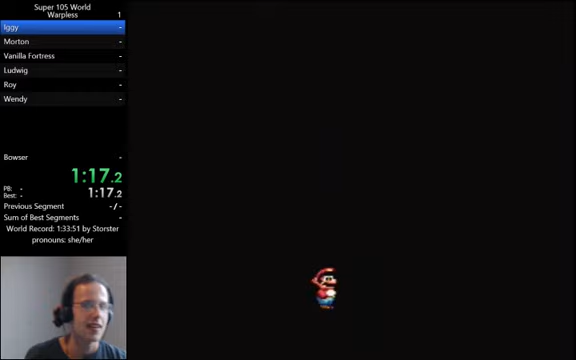 Super 105 World
Warpless 1
Iggy -
Morton -
Vanilla Fortress -
Ludwig -
Roy -
Wendy -
Bowser -
1:17.2
PB: - 1:17.2
Best: -
Previous Segment - / -
Sum of Best Segments -
World Record: 1:33:51 by Storster
pronouns: she/her